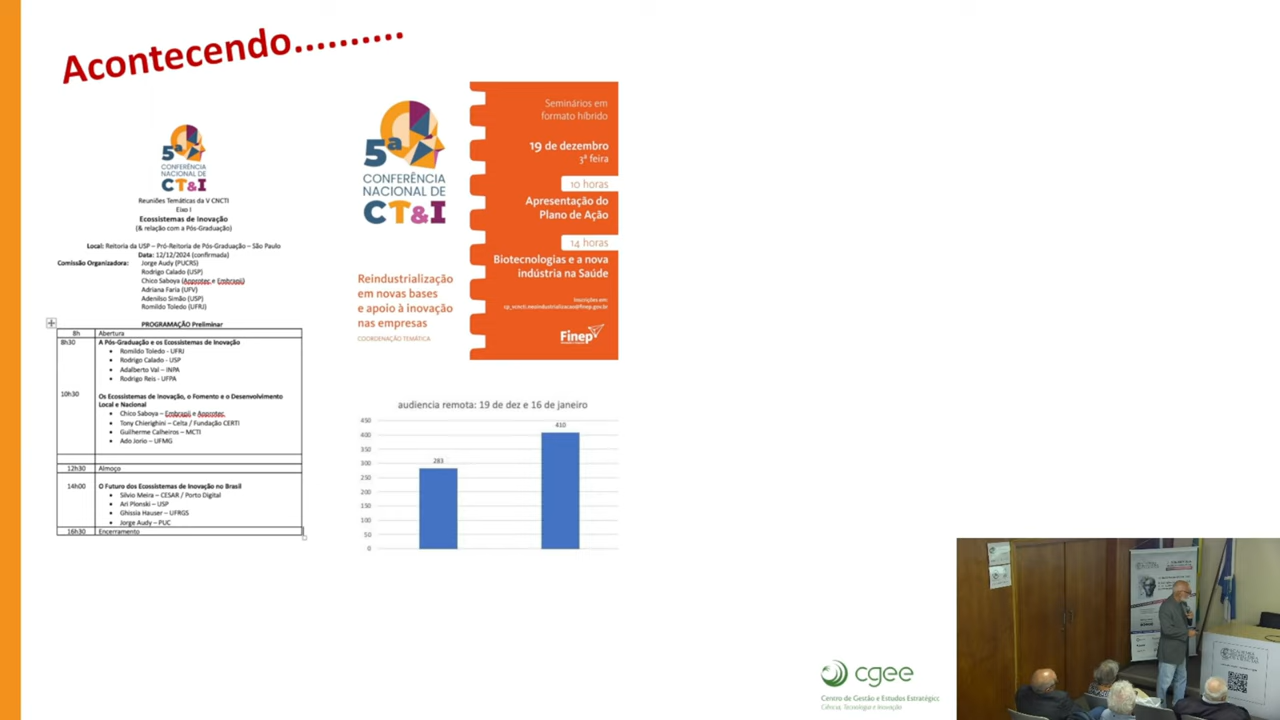 Acontecendo..........
5ª
CONFERÊNCIA
NACIONAL DE
CT&I
Reuniões Temáticas da V CNCTI
Eixo I
Ecossistemas de Inovação
(& relação com a Pós-Graduação)
Local: Reitoria da USP – Pró-Reitoria de Pós-Graduação – São Paulo
Data: 12/12/2024 (confirmada)
Comissão Organizadora: Jorge Audy (PUCRS)
Rodrigo Calado (USP)
Chico Saboya (Anprotec e Embrapii)
Adriana Faria (UFV)
Adenilso Simão (USP)
Romildo Toledo (UFRJ)
PROGRAMAÇÃO Preliminar
8h Abertura
8h30 A Pós-Graduação e os Ecossistemas de Inovação
• Romildo Toledo - UFRJ
• Rodrigo Calado - USP
• Adalberto Val – INPA
• Rodrigo Reis - UFPA
10h30 Os Ecossistemas de Inovação, o Fomento e o Desenvolvimento
Local e Nacional
• Chico Saboya – Embrapii e Anprotec
• Tony Chierighini – Celta / Fundação CERTI
• Guilherme Calheiros – MCTI
• Ado Jorio – UFMG
12h30 Almoço
14h00 O Futuro dos Ecossistemas de Inovação no Brasil
• Silvio Meira – CESAR / Porto Digital
• Ari Plonski – USP
• Ghissia Hauser – UFRGS
• Jorge Audy – PUC
16h30 Encerramento
5ª
CONFERÊNCIA
NACIONAL DE
CT&I
Reindustrialização
em novas bases
e apoio à inovação
nas empresas
COORDENAÇÃO TEMÁTICA
Seminários em
formato híbrido
19 de dezembro
3ª feira
10 horas
Apresentação do
Plano de Ação
14 horas
Biotecnologias e a nova
indústria na Saúde
Inscrições em:
Finep
audiencia remota: 19 de dez e 16 de janeiro
450
400
350
300
250
200
150
100
50
0
283
410
cgee
Centro de Gestão e Estudos Estratégicc
Ciência, Tecnologia e Inovação